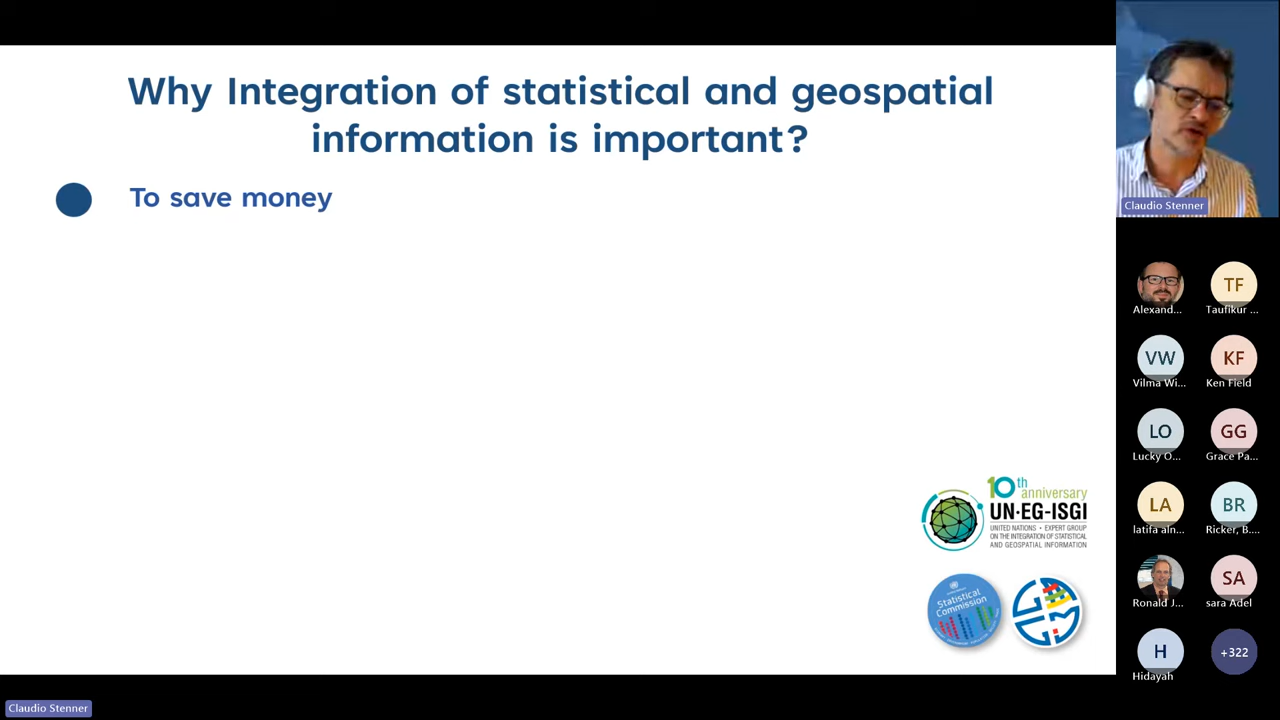 Why Integration of statistical and geospatial
information is important?
To save money
10th
anniversary
UN-EG-ISGI
UNITED NATIONS • EXPERT GROUP
ON THE INTEGRATION OF STATISTICAL
AND GEOSPATIAL INFORMATION
Statistical
Commission
Claudio Stenner
Alexand...
TF
Taufikur ...
VW
Vilma Wi...
KF
Ken Field
LO
Lucky O...
GG
Grace Pa...
LA
latifa aln...
BR
Ricker, B....
Ronald J...
SA
sara Adel
H
Hidayah
+322
Claudio Stenner